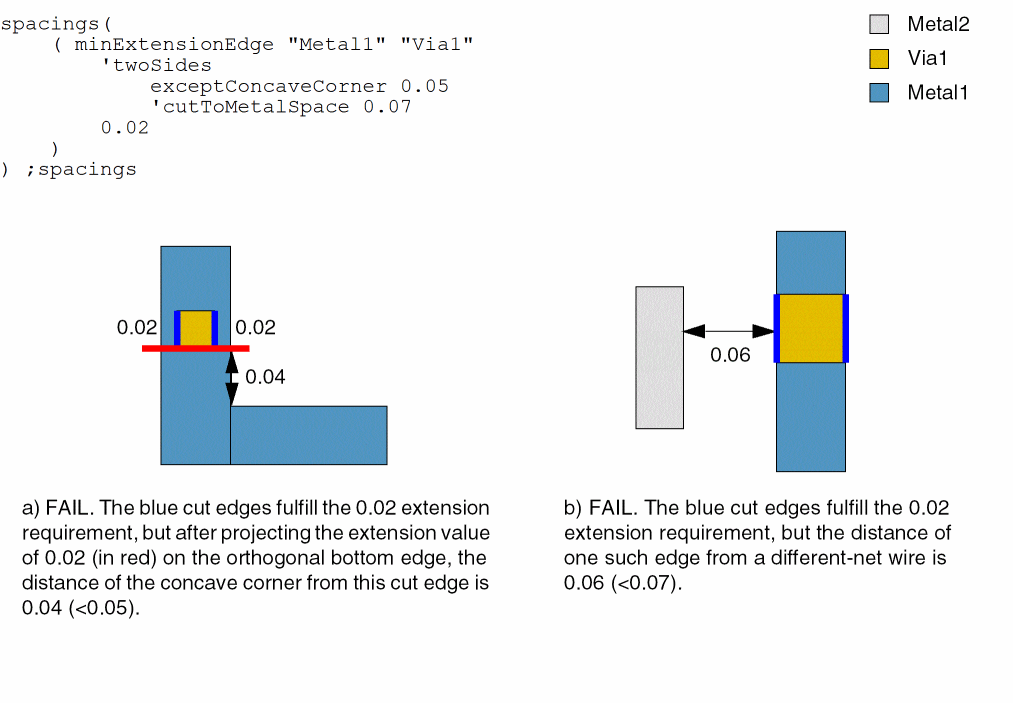 spacings(
( minExtensionEdge "Metal1" "Via1"
'twoSides
exceptConcaveCorner 0.05
'cutToMetalSpace 0.07
0.02
)
) ;spacings
Metal2
Via1
Metal1
0.02
0.02
0.04
0.06
a) FAIL. The blue cut edges fulfill the 0.02 extension
requirement, but after projecting the extension value
of 0.02 (in red) on the orthogonal bottom edge, the
distance of the concave corner from this cut edge is
0.04 (<0.05).
b) FAIL. The blue cut edges fulfill the 0.02
extension requirement, but the distance of
one such edge from a different-net wire is
0.06 (<0.07).